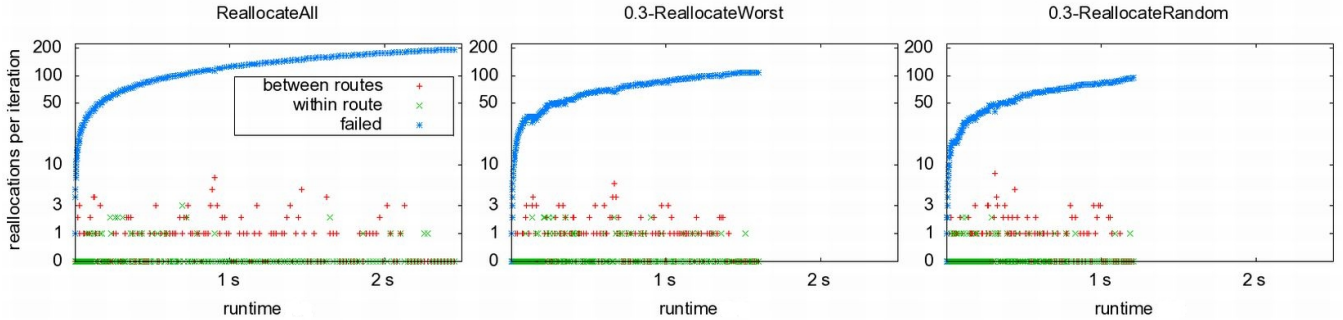 ReallocateAll
0.3-ReallocateWorst
0.3-ReallocateRandom
reallocations per iteration
200
100
50
10
3
1
0
between routes
within route
failed
1 s
2 s
runtime
200
100
50
10
3
1
0
1 s
2 s
runtime
200
100
50
10
3
1
0
1 s
2 s
runtime